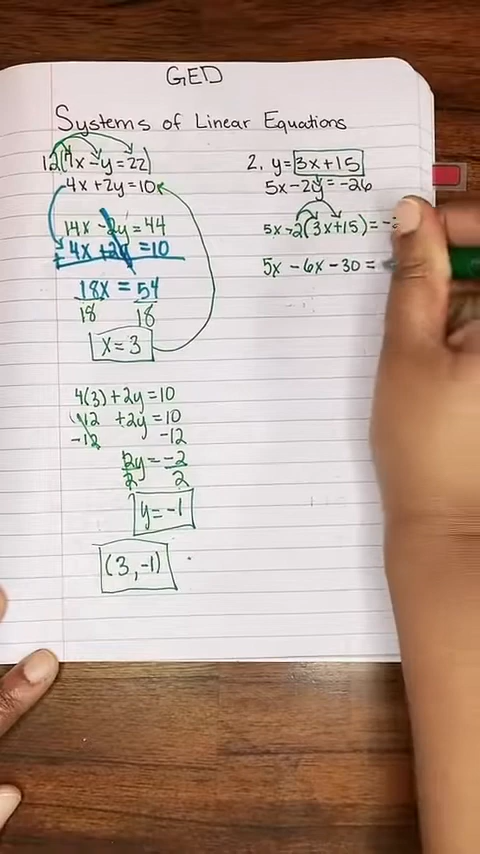 GED
Systems of Linear Equations
1. 2(7x - y = 22)
4x + 2y = 10
14x - 2y = 44
+ 4x + 2y = 10
18x = 54
18 18
x = 3
4(3) + 2y = 10
12 + 2y = 10
-12 -12
2y = -2
2 2
y = -1
(3, -1)
2. y = 3x + 15
5x - 2y = -26
5x - 2(3x + 15) = -2
5x - 6x - 30 =